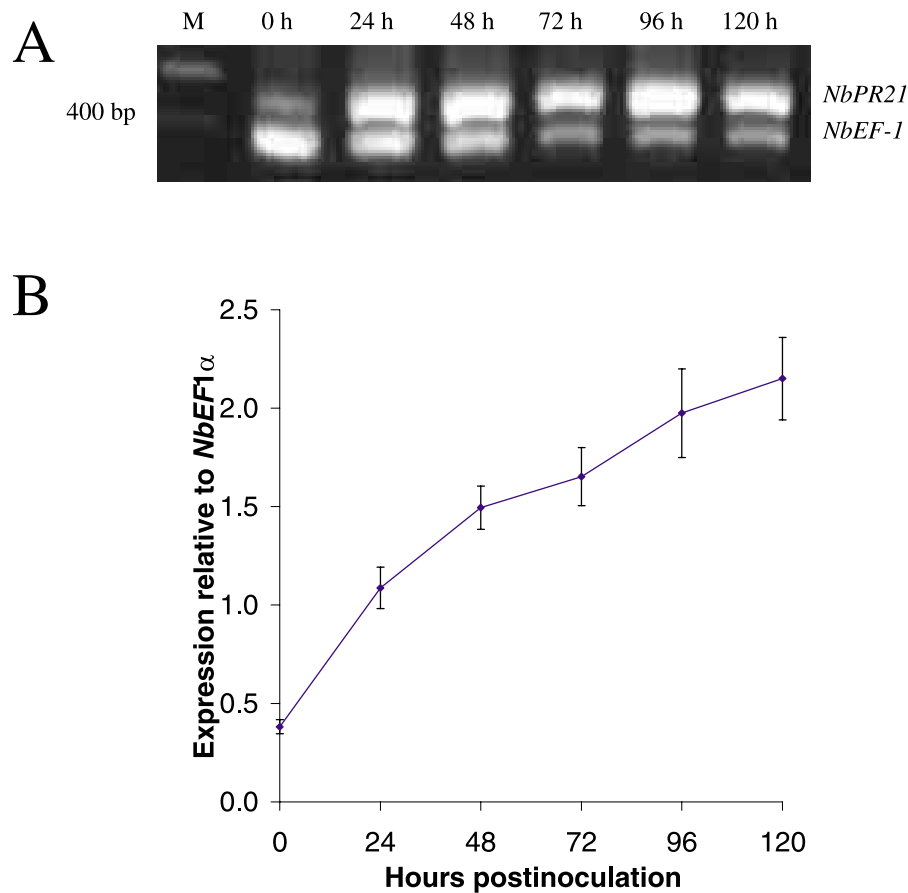 A
M 0 h 24 h 48 h 72 h 96 h 120 h
400 bp
NbPR21
NbEF-1
B
Expression relative to NbEF1α
2.5
2.0
1.5
1.0
0.5
0.0
0 24 48 72 96 120
Hours postinoculation